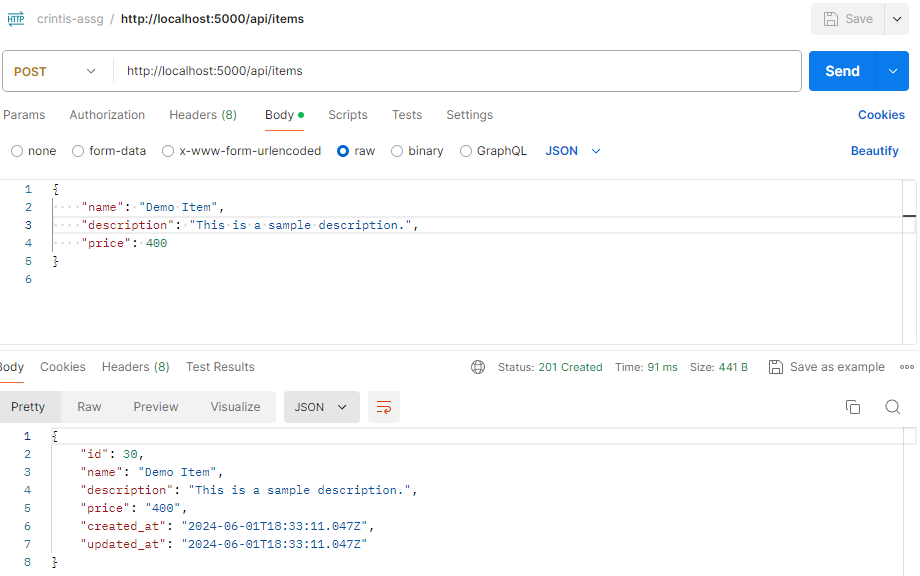 HTTP crintis-assg / http://localhost:5000/api/items Save
POST http://localhost:5000/api/items Send
Params Authorization Headers (8) Body Scripts Tests Settings Cookies
none form-data x-www-form-urlencoded raw binary GraphQL JSON Beautify
1 {
2 "name": "Demo Item",
3 "description": "This is a sample description.",
4 "price": 400
5 }
6
Body Cookies Headers (8) Test Results Status: 201 Created Time: 91 ms Size: 441 B Save as example
Pretty Raw Preview Visualize JSON
1 {
2 "id": 30,
3 "name": "Demo Item",
4 "description": "This is a sample description.",
5 "price": "400",
6 "created_at": "2024-06-01T18:33:11.047Z",
7 "updated_at": "2024-06-01T18:33:11.047Z"
8 }